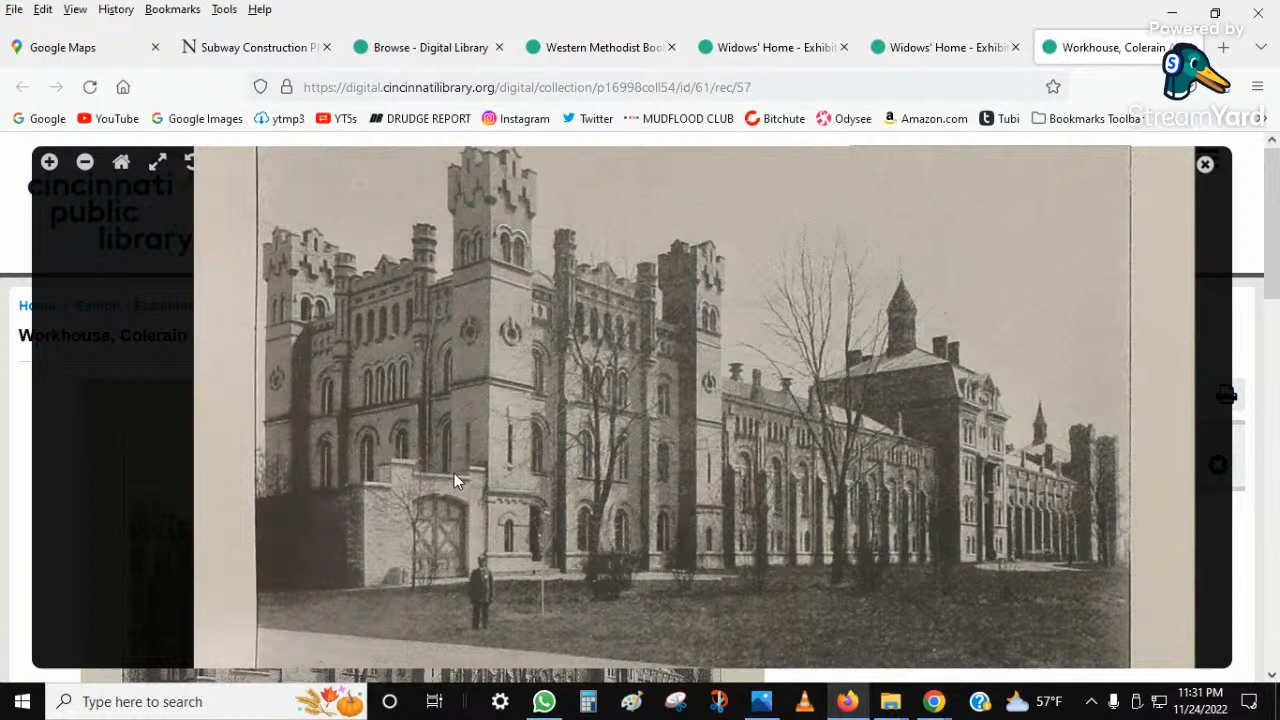 File Edit View History Bookmarks Tools Help
Powered by
Google Maps
Subway Construction P
Browse - Digital Library
Western Methodist Boo
Widows' Home - Exhibit
Widows' Home - Exhibi
Workhouse, Colerain
https://digital.cincinnatilibrary.org/digital/collection/p16998coll54/id/61/rec/57
StreamYard
Google YouTube Google Images ytmp3 YT5s DRUDGE REPORT Instagram Twitter MUDFLOOD CLUB Bitchute Odysee Amazon.com Tubi Bookmarks Toolba
cincinnati
public
library
Workhouse, Colerain
Type here to search
57°F
11:31 PM
11/24/2022